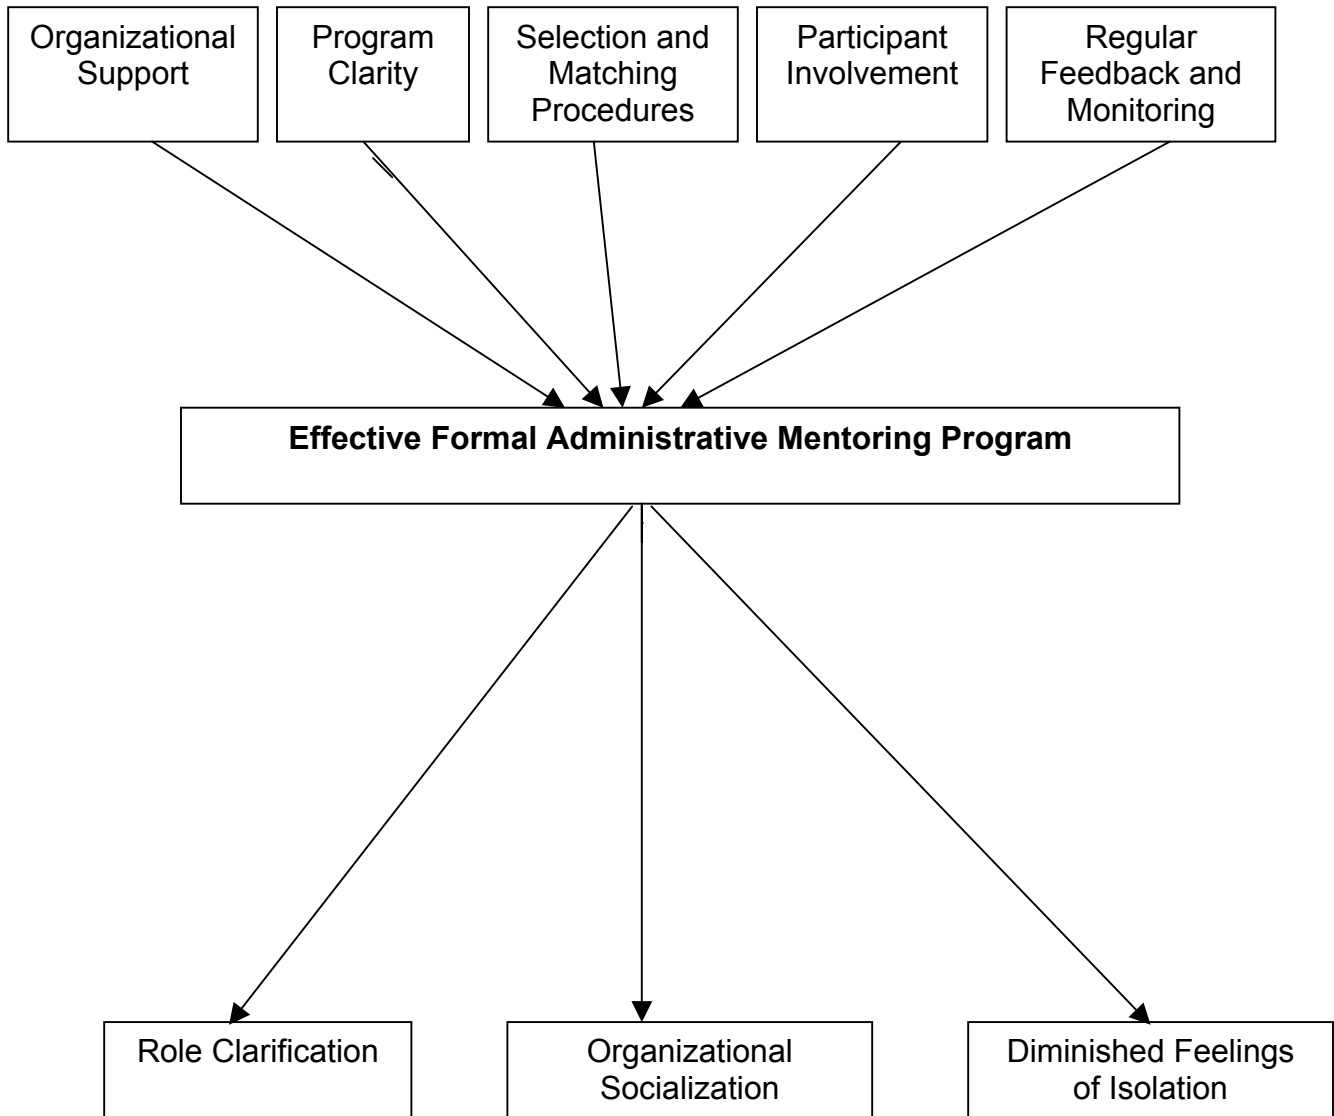 Organizational
Support
Program
Clarity
Selection and
Matching
Procedures
Participant
Involvement
Regular
Feedback and
Monitoring
Effective Formal Administrative Mentoring Program
Role Clarification
Organizational
Socialization
Diminished Feelings
of Isolation